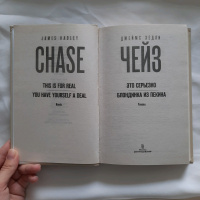 JAMES HADLEY
CHASE
THIS IS FOR REAL
YOU HAVE YOURSELF A DEAL
ДЖЕЙМС ХЕДЛИ
ЧЕЙЗ
ЭТО СЕРЬЕЗНО
БЛОНДИНКА ИЗ ПЕКИНА